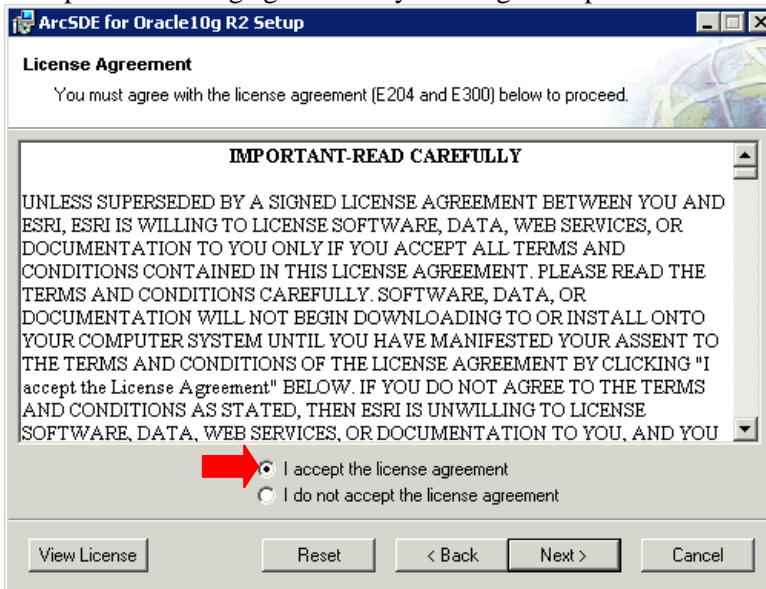 ArcSDE for Oracle10g R2 Setup
License Agreement
You must agree with the license agreement (E204 and E300) below to proceed.
IMPORTANT-READ CAREFULLY
UNLESS SUPERSEDED BY A SIGNED LICENSE AGREEMENT BETWEEN YOU AND
ESRI, ESRI IS WILLING TO LICENSE SOFTWARE, DATA, WEB SERVICES, OR
DOCUMENTATION TO YOU ONLY IF YOU ACCEPT ALL TERMS AND
CONDITIONS CONTAINED IN THIS LICENSE AGREEMENT. PLEASE READ THE
TERMS AND CONDITIONS CAREFULLY. SOFTWARE, DATA, OR
DOCUMENTATION WILL NOT BEGIN DOWNLOADING TO OR INSTALL ONTO
YOUR COMPUTER SYSTEM UNTIL YOU HAVE MANIFESTED YOUR ASSENT TO
THE TERMS AND CONDITIONS OF THE LICENSE AGREEMENT BY CLICKING "I
accept the License Agreement" BELOW. IF YOU DO NOT AGREE TO THE TERMS
AND CONDITIONS AS STATED, THEN ESRI IS UNWILLING TO LICENSE
SOFTWARE, DATA, WEB SERVICES, OR DOCUMENTATION TO YOU, AND YOU
I accept the license agreement
I do not accept the license agreement
View License Reset < Back Next > Cancel